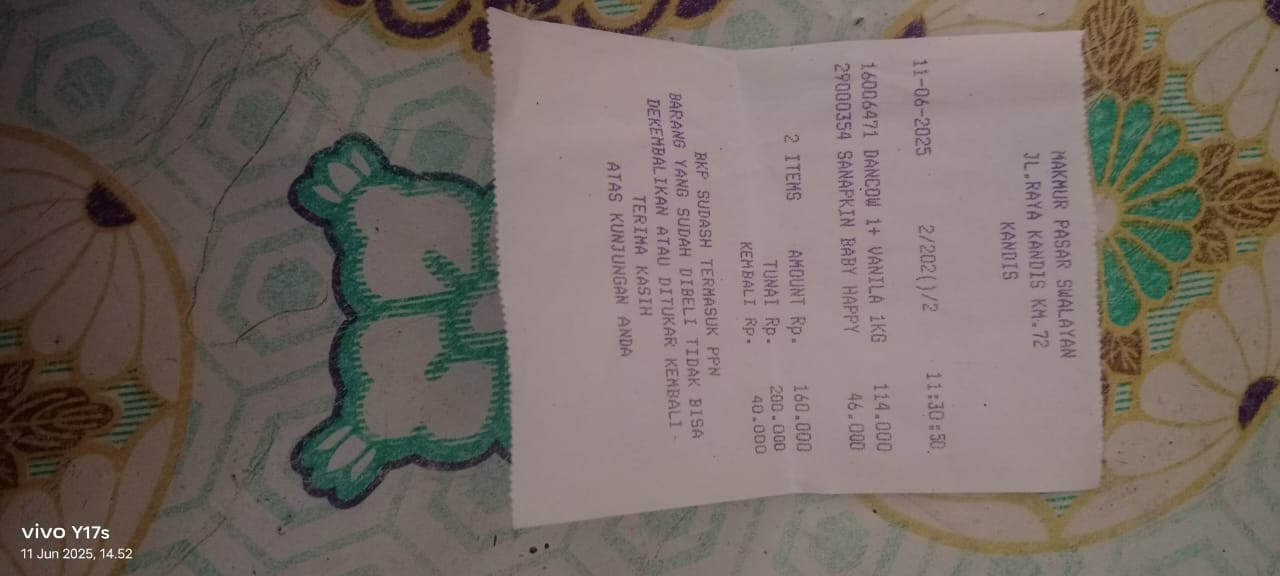 MAKMUR PASAR SWALAYAN
JL.RAYA KANDIS KM.72
KANDIS
11-06-2025 2/202()/2 11:30:50
16006471 DANCOW 1+ VANILA 1KG 114.000
29000354 SANAPKIN BABY HAPPY 46.000
2 ITEMS AMOUNT Rp. 160.000
TUNAI Rp. 200.000
KEMBALI Rp. 40.000
BKP SUDASH TERMASUK PPN
BARANG YANG SUDAH DIBELI TIDAK BISA
DEKEMBALIKAN ATAU DITUKAR KEMBALI-
TERIMA KASIH
ATAS KUNJUNGAN ANDA
vivo Y17s
11 Jun 2025, 14.52